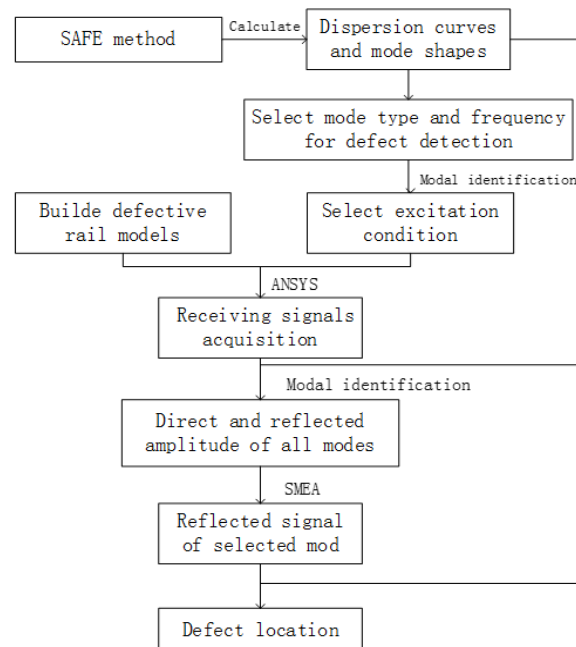 SAFE method
Calculate
Dispersion curves
and mode shapes
Select mode type and frequency
for defect detection
Modal identification
Builde defective
rail models
Select excitation
condition
ANSYS
Receiving signals
acquisition
Modal identification
Direct and reflected
amplitude of all modes
SMEA
Reflected signal
of selected mod
Defect location